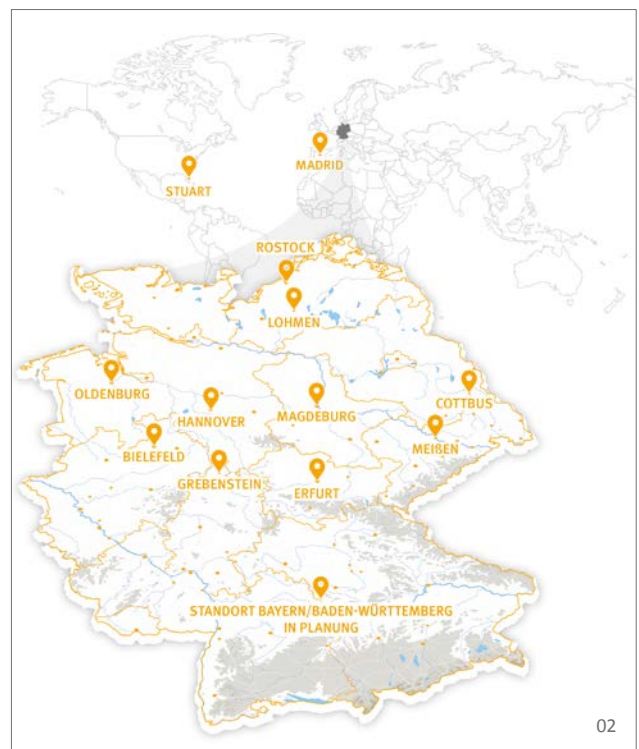 MADRID
STUART
ROSTOCK
LOHMEN
OLDENBURG
HANNOVER
MAGDEBURG
COTTBUS
BIELEFELD
MEIßEN
GREBENSTEIN
ERFURT
STANDORT BAYERN/BADEN-WÜRTTEMBERG
IN PLANUNG
02